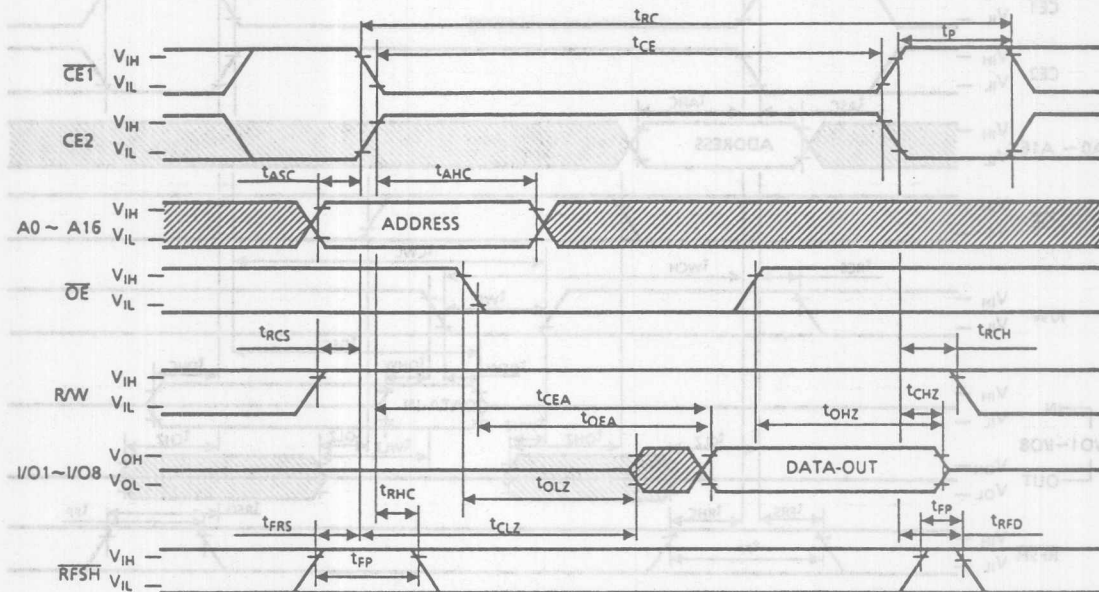 tRC
tP
tCE
VIH
CE1
VIL
VIH
CE2
VIL
tASC
tAHC
VIH
A0 ~ A16
ADDRESS
VIL
VIH
OE
VIL
tRCS
tRCH
VIH
R/W
VIL
tCHZ
tCEA
tOHZ
tOEA
VOH
I/O1~I/O8
DATA-OUT
VOL
tRHC
tOLZ
tFRS
tCLZ
tFP
tRFD
VIH
tFP
RFSH
VIL